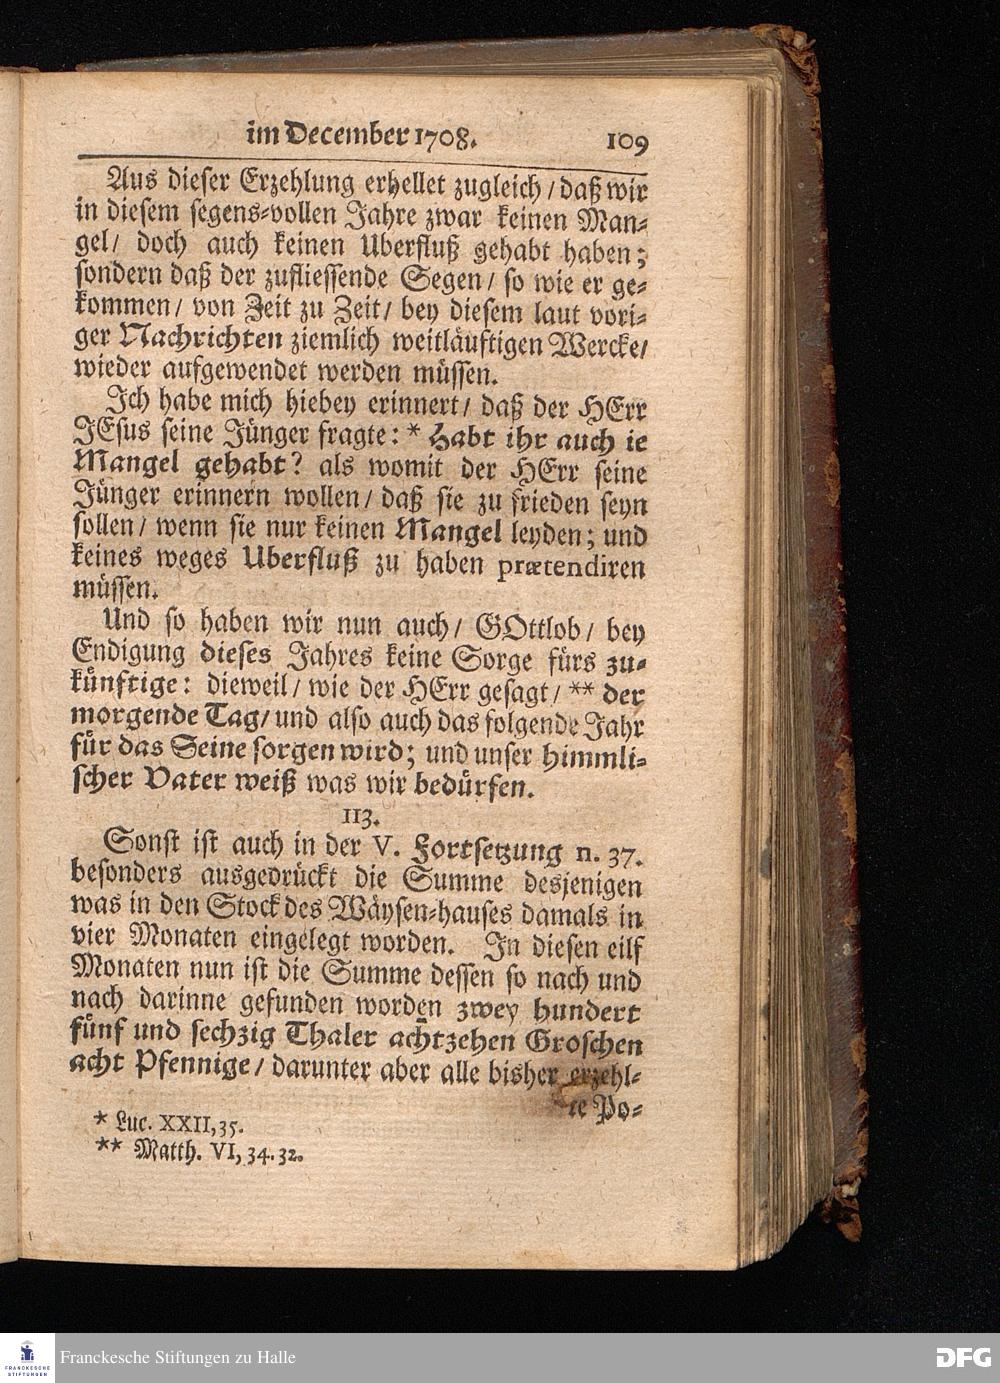 im December 1708. 109
Aus dieser Erzehlung erhellet zugleich / daß wir
in diesem segens-vollen Jahre zwar keinen Man-
gel / doch auch keinen Uberfluß gehabt haben;
sondern daß der zufliessende Segen / so wie er ge-
kommen / von Zeit zu Zeit / bey diesem laut vori-
ger Nachrichten ziemlich weitläuftigen Wercke /
wieder aufgewendet werden müssen.
Ich habe mich hiebey erinnert / daß der HErr
JEsus seine Jünger fragte: * Habt ihr auch ie
Mangel gehabt? als womit der HErr seine
Jünger erinnern wollen / daß sie zu frieden seyn
sollen / wenn sie nur keinen Mangel leyden; und
keines weges Uberfluß zu haben prætendiren
müssen.
Und so haben wir nun auch / GOttlob / bey
Endigung dieses Jahres keine Sorge fürs zu-
künftige: dieweil / wie der HErr gesagt / ** der
morgende Tag / und also auch das folgende Jahr
für das Seine sorgen wird; und unser himmli-
scher Vater weiß was wir bedürfen.
113.
Sonst ist auch in der V. Fortsetzung n. 37.
besonders ausgedrückt die Summe desjenigen
was in den Stock des Wäysen-hauses damals in
vier Monaten eingelegt worden. In diesen eilf
Monaten nun ist die Summe dessen so nach und
nach darinne gefunden worden zwey hundert
fünf und sechzig Thaler achtzehen Groschen
acht Pfennige / darunter aber alle bisher erzehl-
te Po-
* Luc. XXII, 35.
** Matth. VI, 34. 32.
FRANCKESCHE
STIFTUNGEN
Franckesche Stiftungen zu Halle
DFG